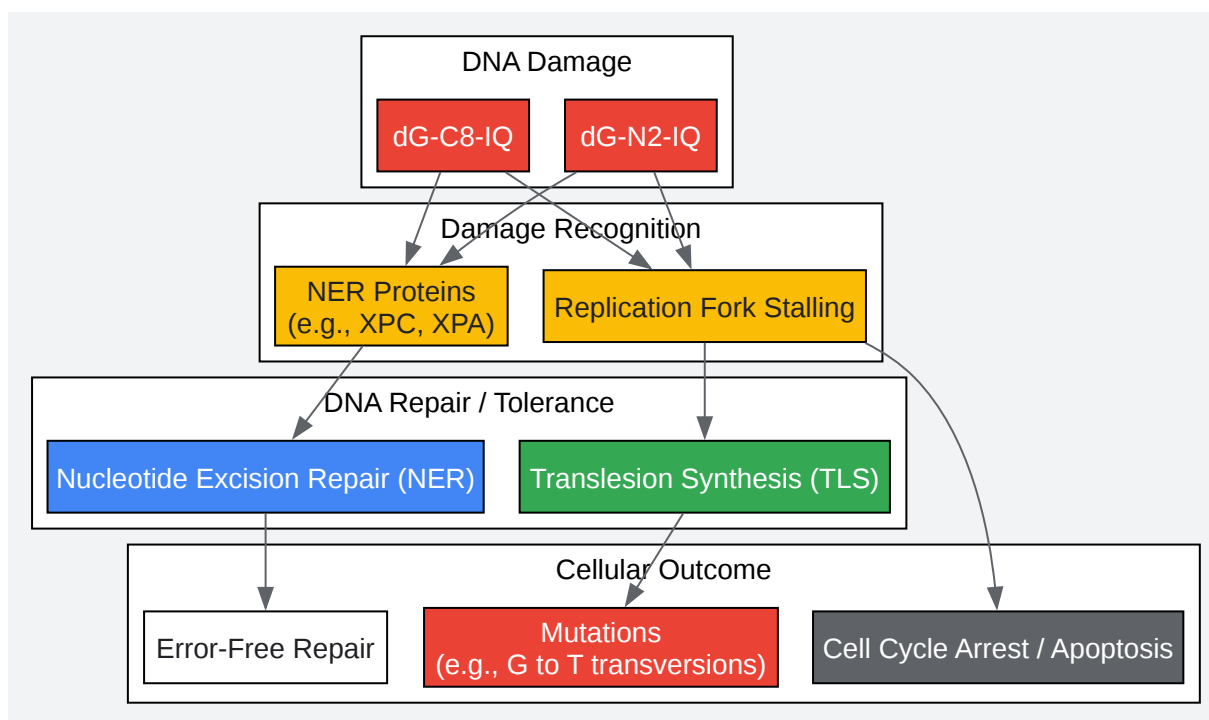 DNA Damage
dG-C8-IQ
dG-N2-IQ
Damage Recognition
NER Proteins
(e.g., XPC, XPA)
Replication Fork Stalling
DNA Repair / Tolerance
Nucleotide Excision Repair (NER)
Translesion Synthesis (TLS)
Cellular Outcome
Error-Free Repair
Mutations
(e.g., G to T transversions)
Cell Cycle Arrest / Apoptosis